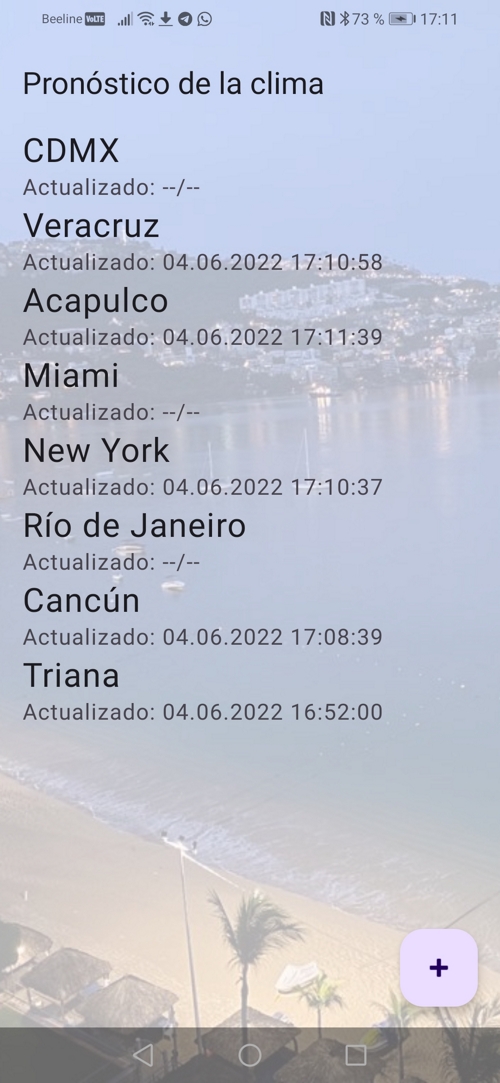 Beeline VoLTE 73 % 17:11
Pronóstico de la clima
CDMX
Actualizado: --/--
Veracruz
Actualizado: 04.06.2022 17:10:58
Acapulco
Actualizado: 04.06.2022 17:11:39
Miami
Actualizado: --/--
New York
Actualizado: 04.06.2022 17:10:37
Río de Janeiro
Actualizado: --/--
Cancún
Actualizado: 04.06.2022 17:08:39
Triana
Actualizado: 04.06.2022 16:52:00
+